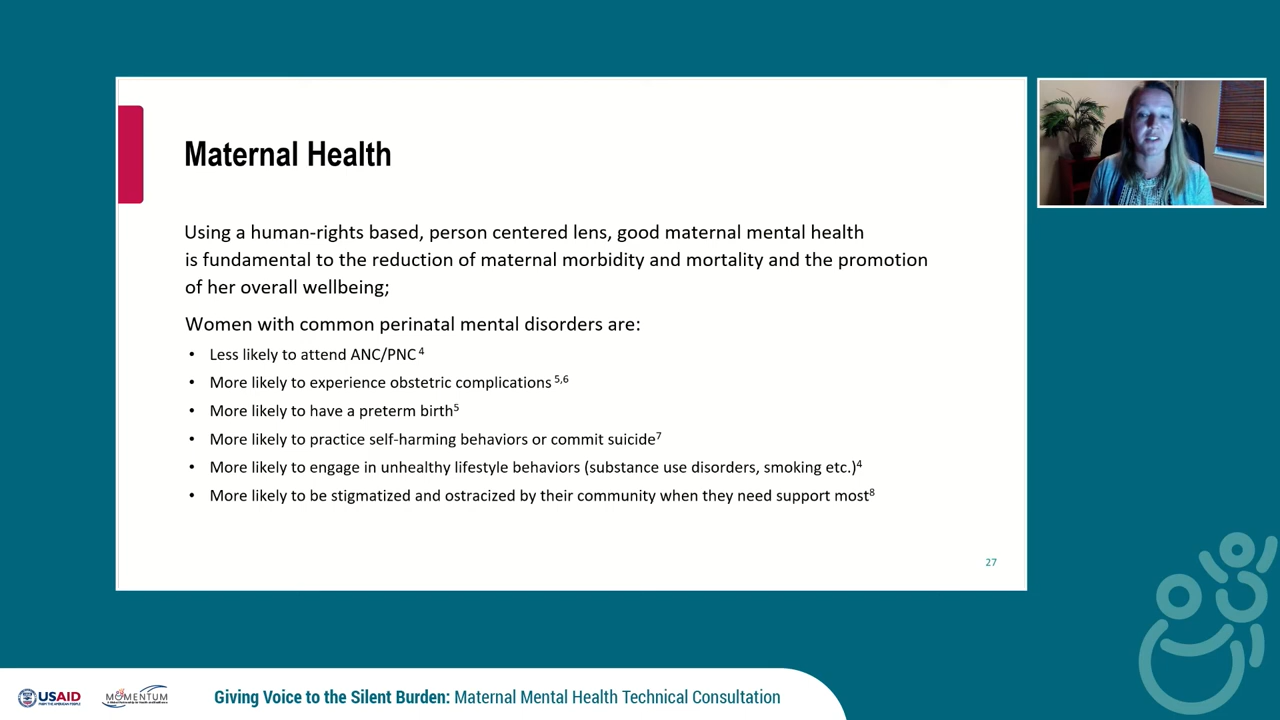 Maternal Health
Using a human-rights based, person centered lens, good maternal mental health
is fundamental to the reduction of maternal morbidity and mortality and the promotion
of her overall wellbeing;
Women with common perinatal mental disorders are:
• Less likely to attend ANC/PNC 4
• More likely to experience obstetric complications 5,6
• More likely to have a preterm birth5
• More likely to practice self-harming behaviors or commit suicide7
• More likely to engage in unhealthy lifestyle behaviors (substance use disorders, smoking etc.)4
• More likely to be stigmatized and ostracized by their community when they need support most8
27
USAID
FROM THE AMERICAN PEOPLE
MOMENTUM
Giving Voice to the Silent Burden: Maternal Mental Health Technical Consultation